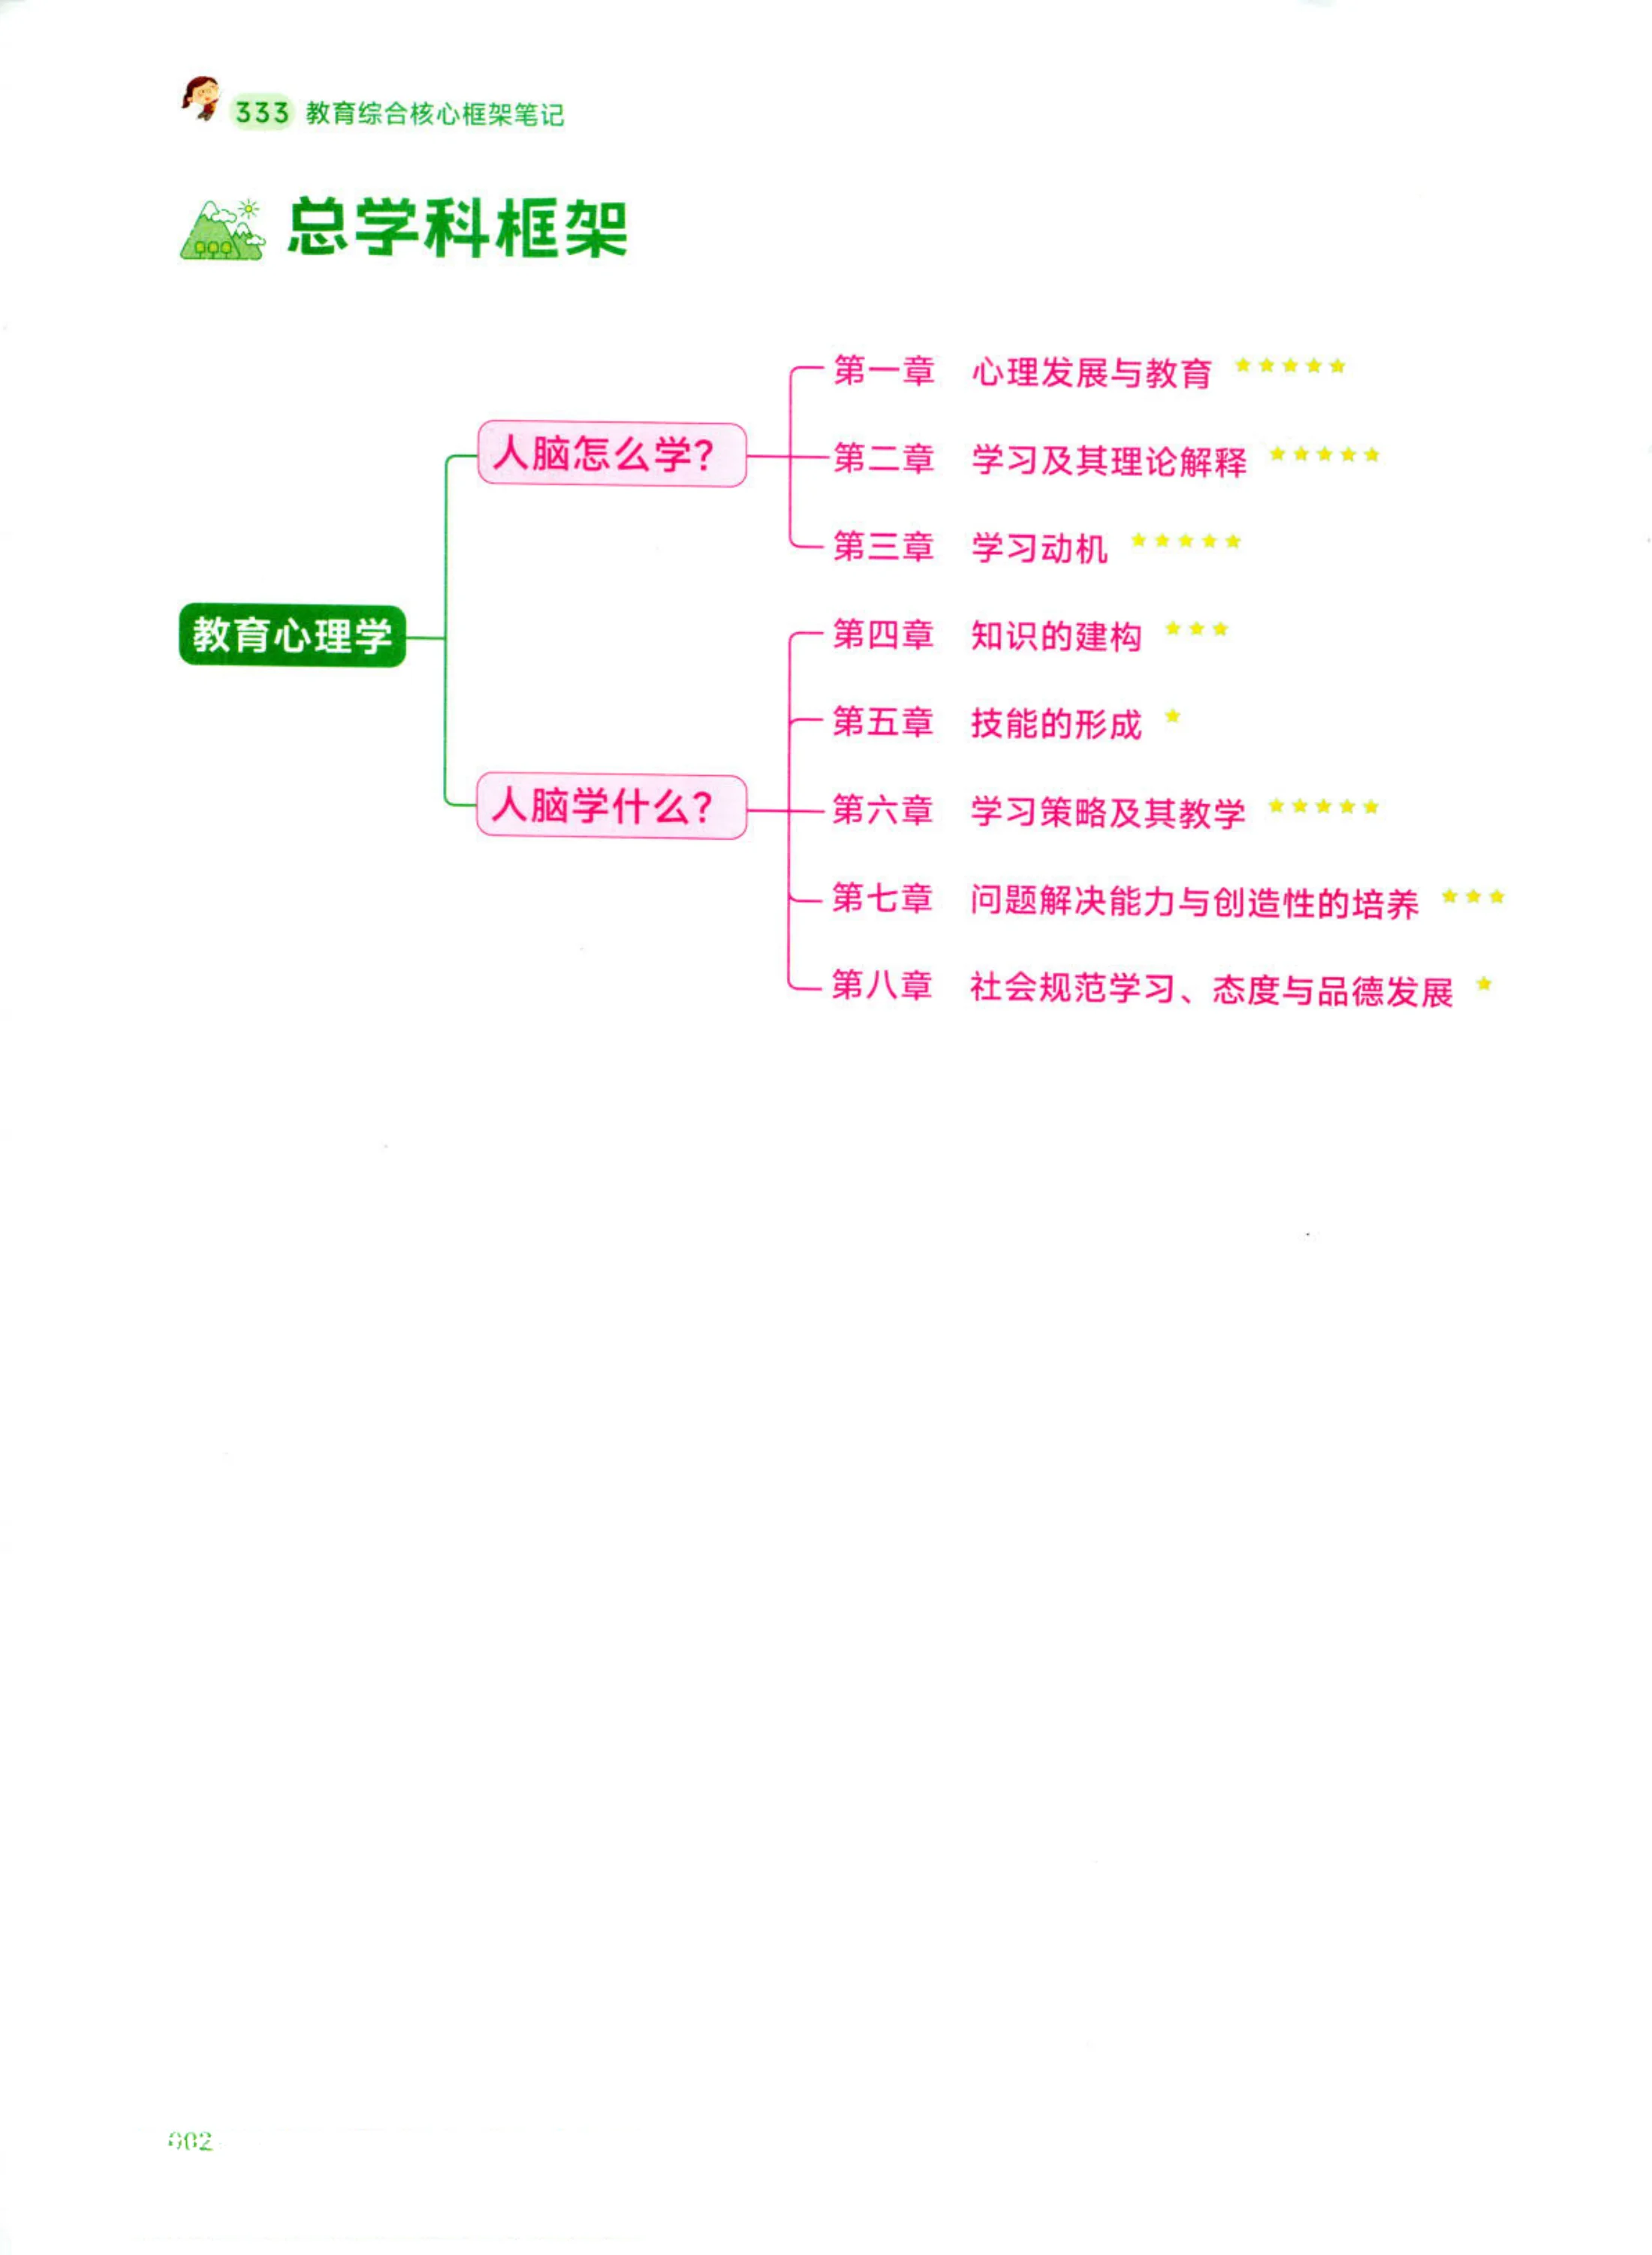 333 教育综合核心框架笔记
总学科框架
教育心理学
人脑怎么学？
第一章 心理发展与教育 ★★★★★
第二章 学习及其理论解释 ★★★★★
第三章 学习动机 ★★★★★
人脑学什么？
第四章 知识的建构 ★★★
第五章 技能的形成 ★
第六章 学习策略及其教学 ★★★★★
第七章 问题解决能力与创造性的培养 ★★★
第八章 社会规范学习、态度与品德发展 ★
002